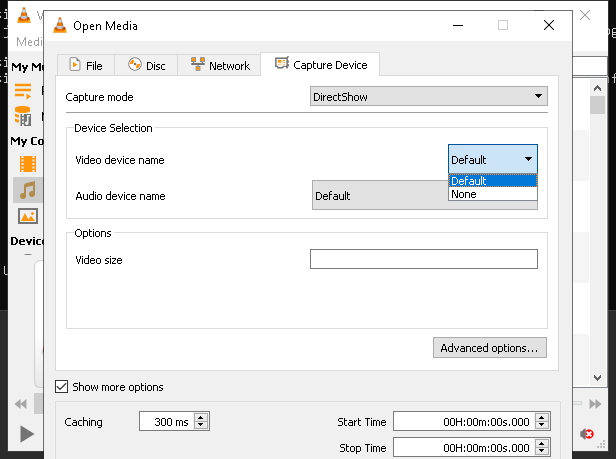 Open Media
Medi
File
Disc
Network
Capture Device
My M
My Co
Device
Capture mode
DirectShow
Device Selection
Video device name
Default
Default
None
Audio device name
Default
Options
Video size
Advanced options...
Show more options
Caching
300 ms
Start Time
00H:00m:00s.000
Stop Time
00H:00m:00s.000